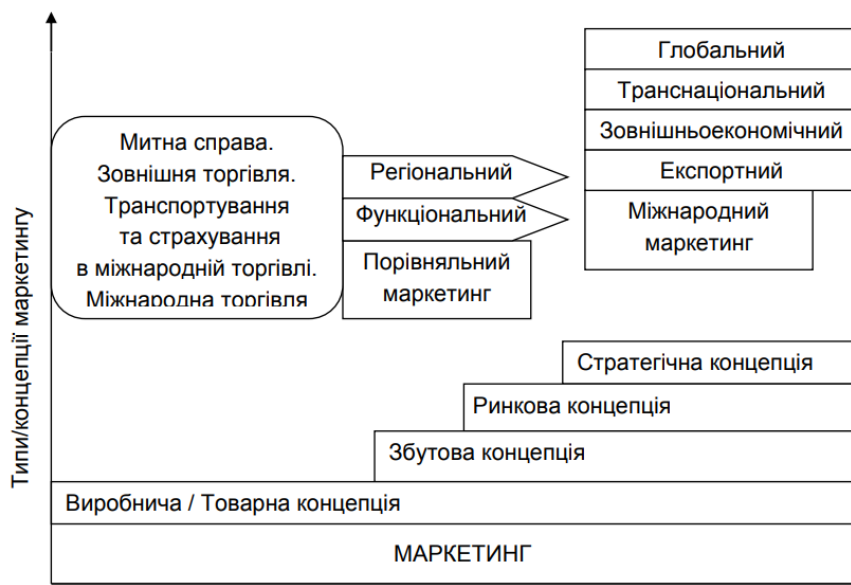 Типи/концепції маркетингу
Митна справа.
Зовнішня торгівля.
Транспортування
та страхування
в міжнародній торгівлі.
Міжнародна торгівля
Регіональний
Функціональний
Порівняльний
маркетинг
Глобальний
Транснаціональний
Зовнішньоекономічний
Експортний
Міжнародний
маркетинг
Стратегічна концепція
Ринкова концепція
Збутова концепція
Виробнича / Товарна концепція
МАРКЕТИНГ